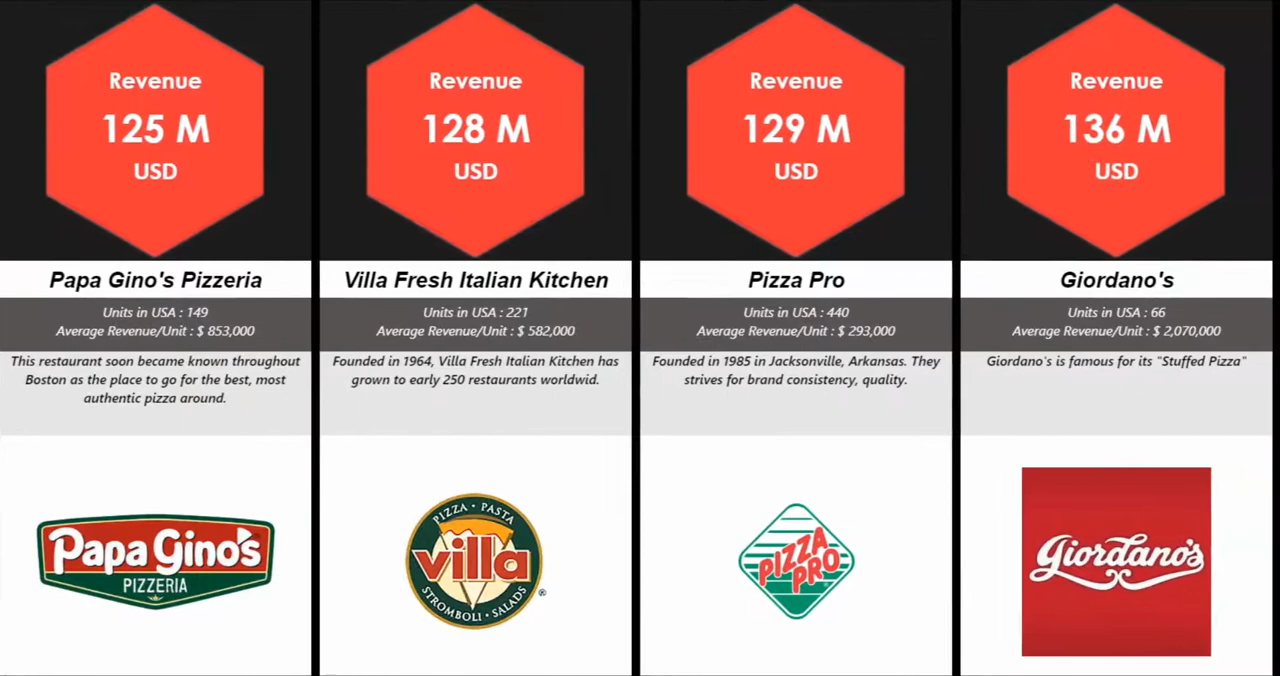 Revenue
125 M
USD
Papa Gino's Pizzeria
Units in USA : 149
Average Revenue/Unit : $ 853,000
This restaurant soon became known throughout
Boston as the place to go for the best, most
authentic pizza around.
Papa Gino's
PIZZERIA
Revenue
128 M
USD
Villa Fresh Italian Kitchen
Units in USA : 221
Average Revenue/Unit : $ 582,000
Founded in 1964, Villa Fresh Italian Kitchen has
grown to early 250 restaurants worldwid.
PIZZA · PASTA
villa
STROMBOLI · SALADS
®
Revenue
129 M
USD
Pizza Pro
Units in USA : 440
Average Revenue/Unit : $ 293,000
Founded in 1985 in Jacksonville, Arkansas. They
strives for brand consistency, quality.
PIZZA
PRO
Revenue
136 M
USD
Giordano's
Units in USA : 66
Average Revenue/Unit : $ 2,070,000
Giordano's is famous for its "Stuffed Pizza"
Giordano's